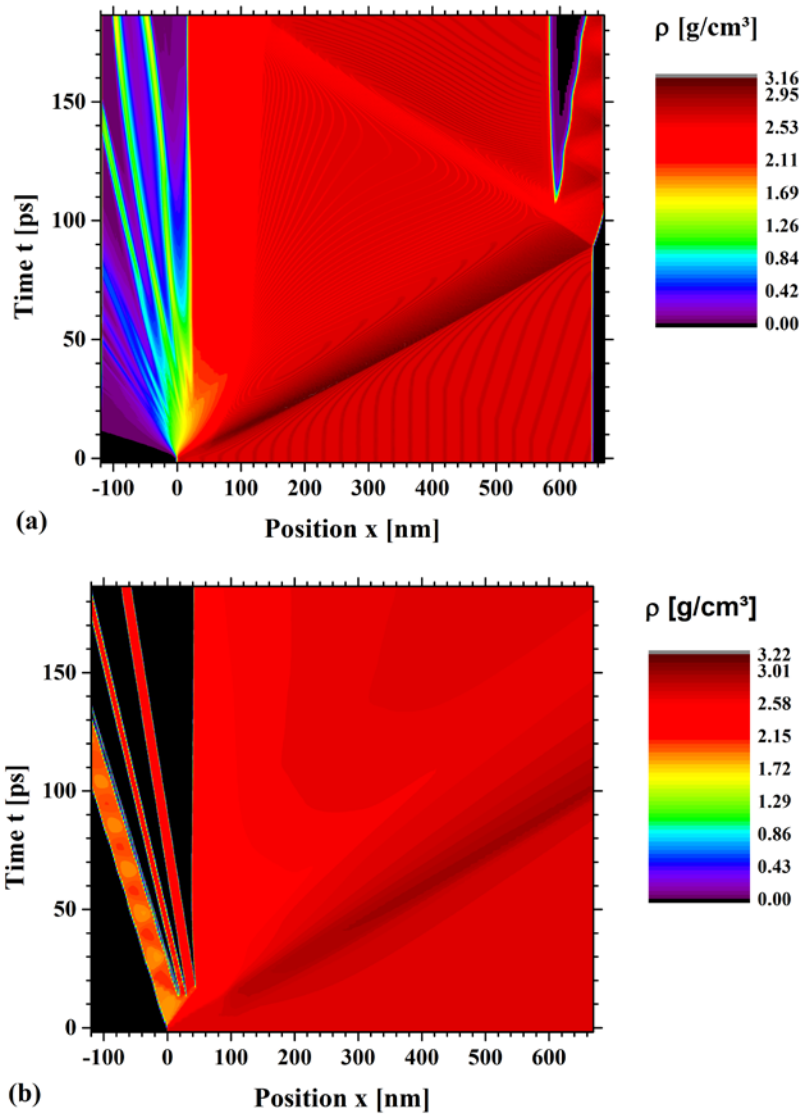 ρ [g/cm³]
3.16
2.95
2.53
2.11
1.69
1.26
0.84
0.42
0.00
Time t [ps]
150
100
50
0
-100 0 100 200 300 400 500 600
(a)
Position x [nm]
ρ [g/cm³]
3.22
3.01
2.58
2.15
1.72
1.29
0.86
0.43
0.00
Time t [ps]
150
100
50
0
-100 0 100 200 300 400 500 600
(b)
Position x [nm]